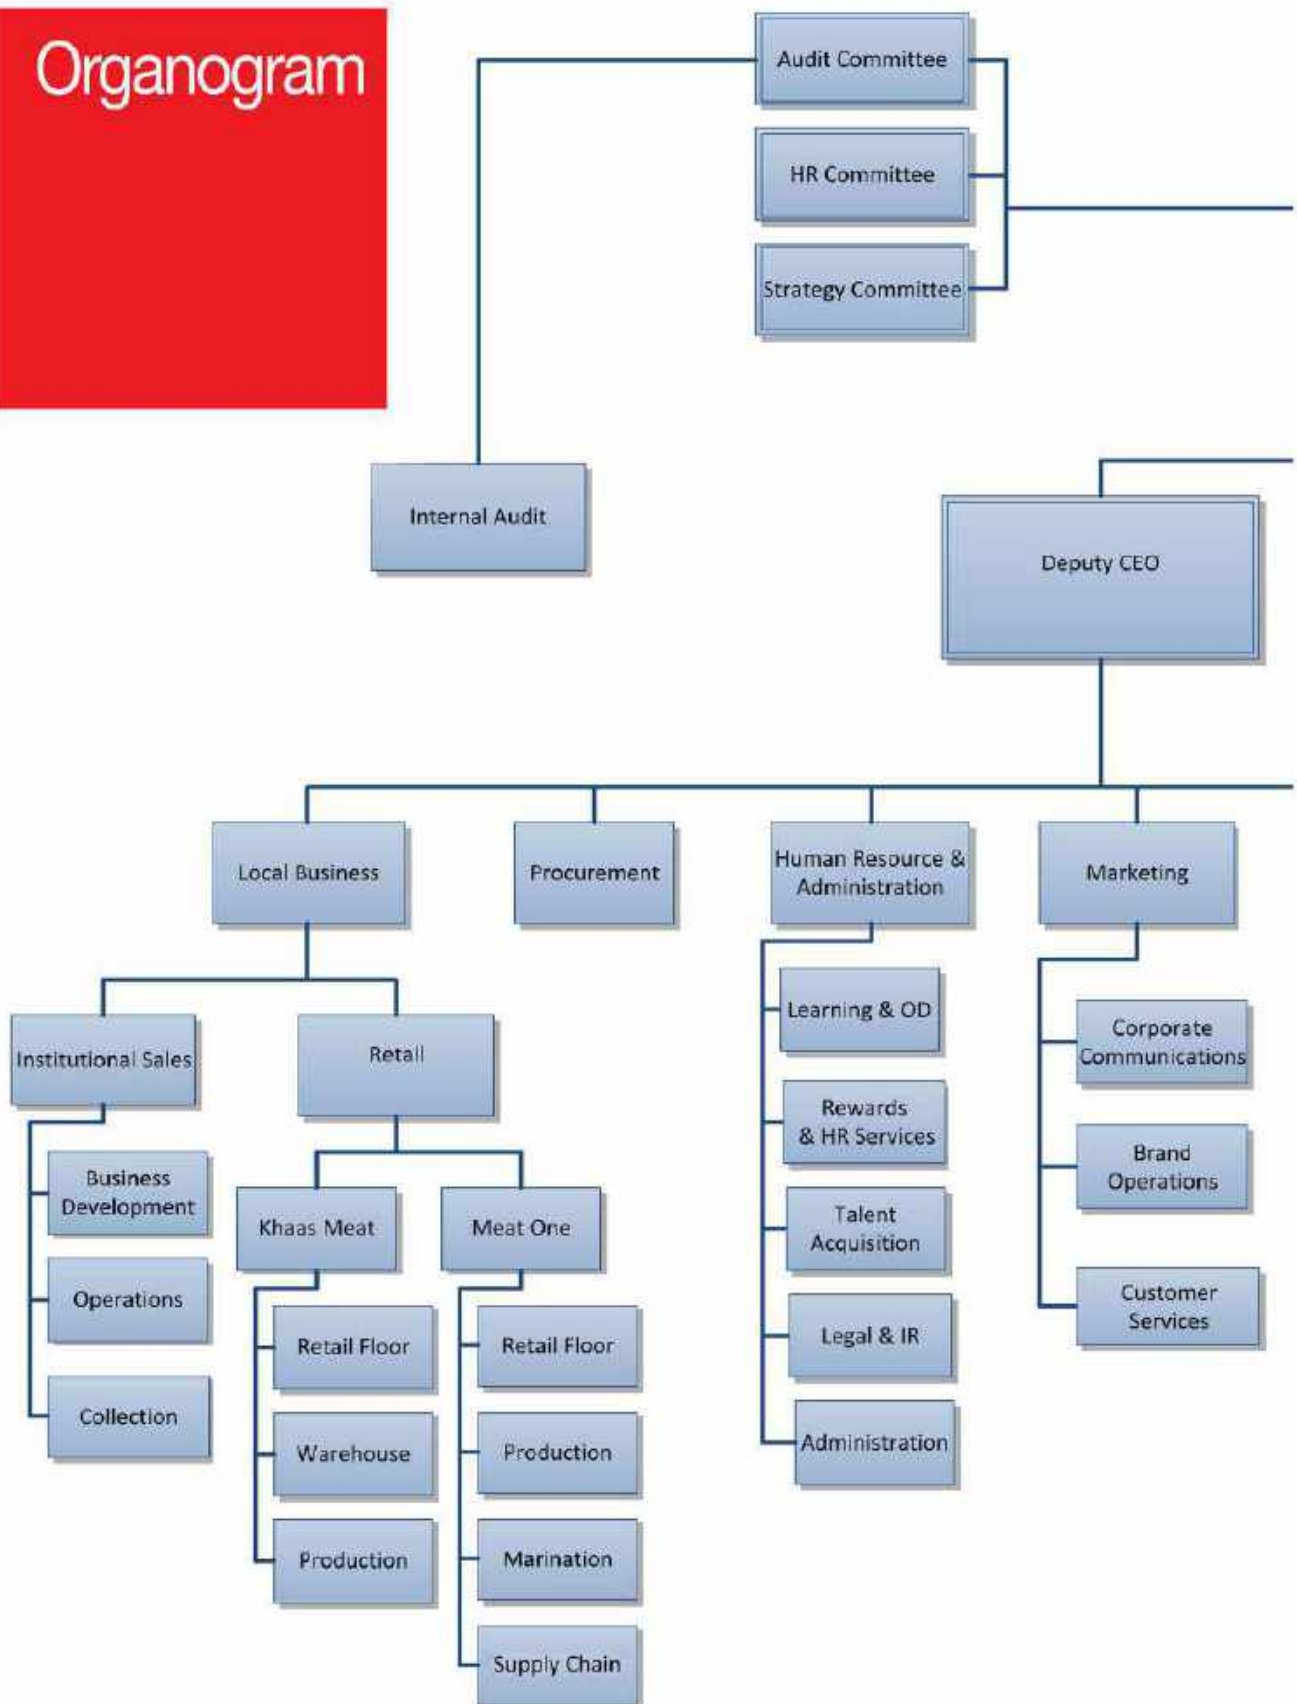 Organogram
Audit Committee
HR Committee
Strategy Committee
Internal Audit
Deputy CEO
Local Business
Procurement
Human Resource &
Administration
Marketing
Institutional Sales
Retail
Learning & OD
Corporate
Communications
Rewards
& HR Services
Business
Development
Khaas Meat
Meat One
Talent
Acquisition
Brand
Operations
Operations
Retail Floor
Retail Floor
Legal & IR
Customer
Services
Collection
Warehouse
Production
Administration
Production
Marination
Supply Chain